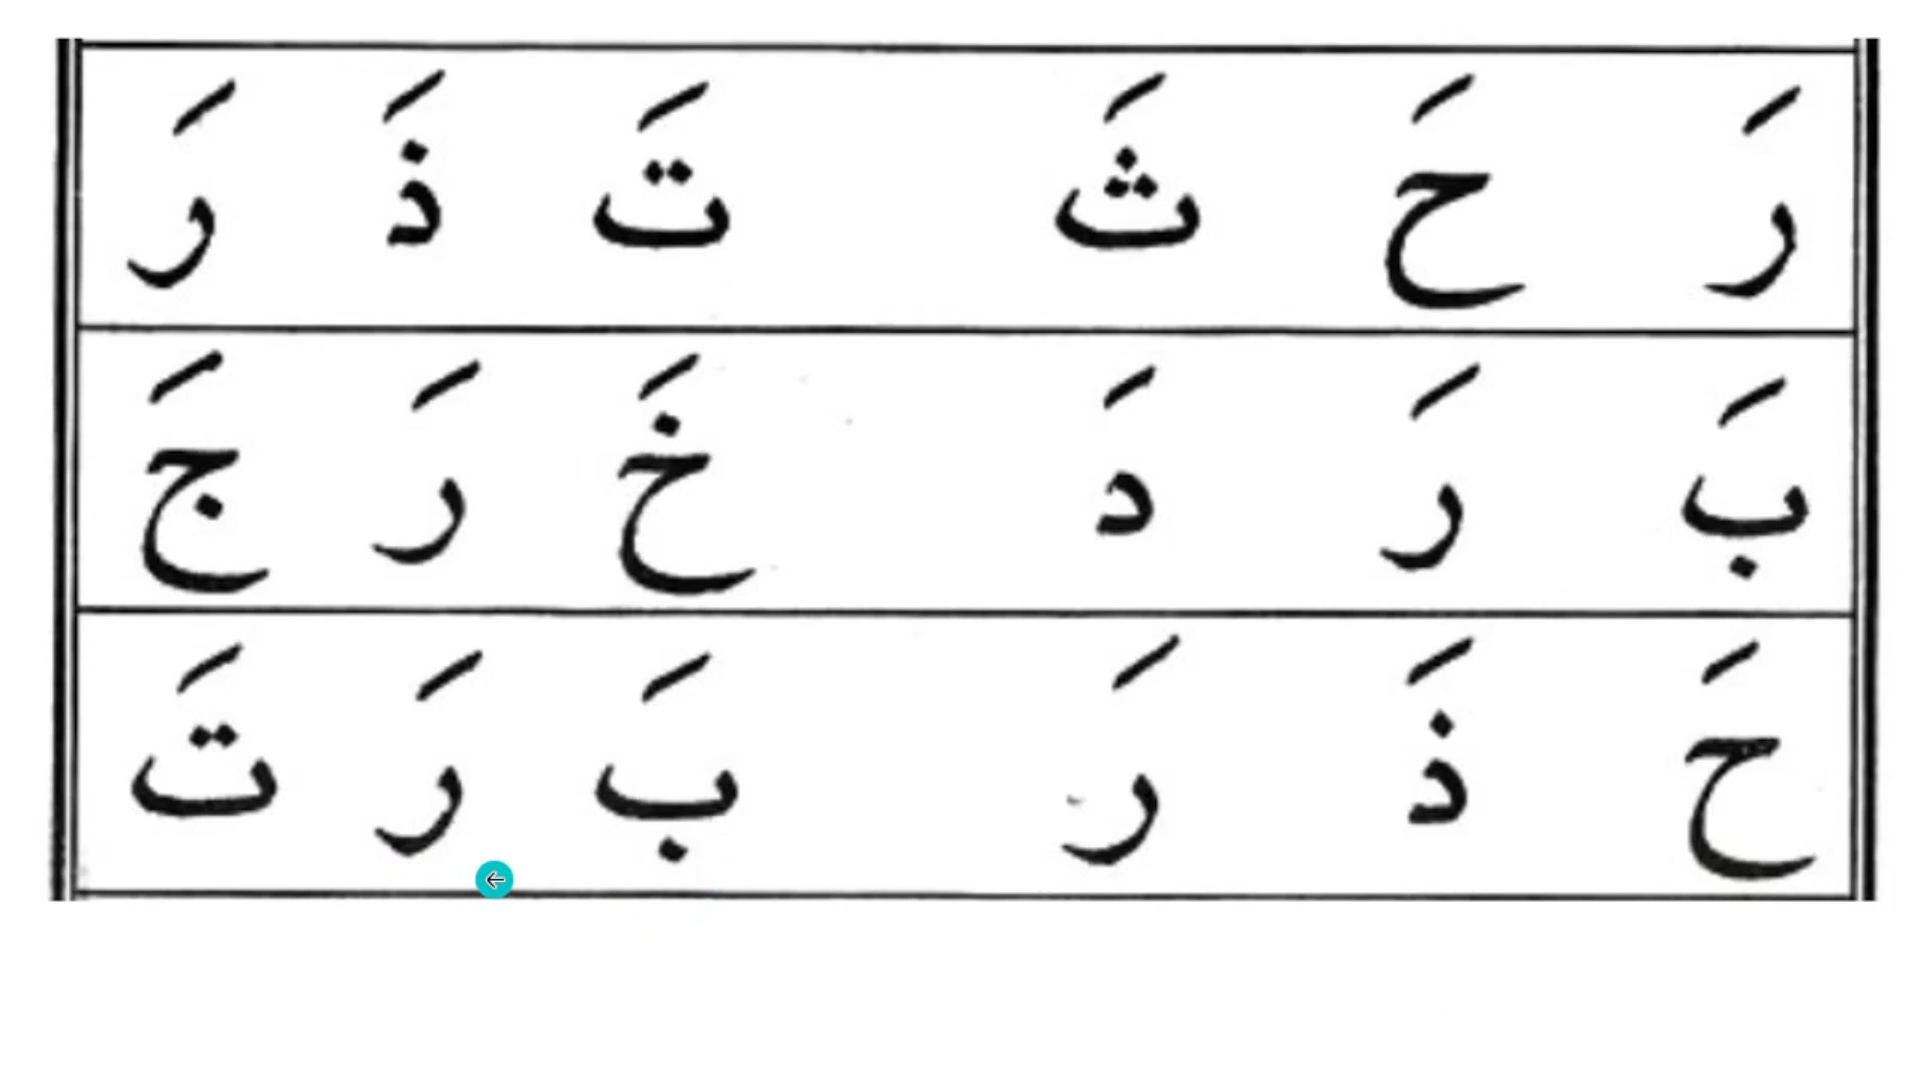 رَ حَ ثَ تَ ذَ رَ
بَ رَ دَ خَ رَ جَ
حَ ذَ رَ بَ رَ تَ